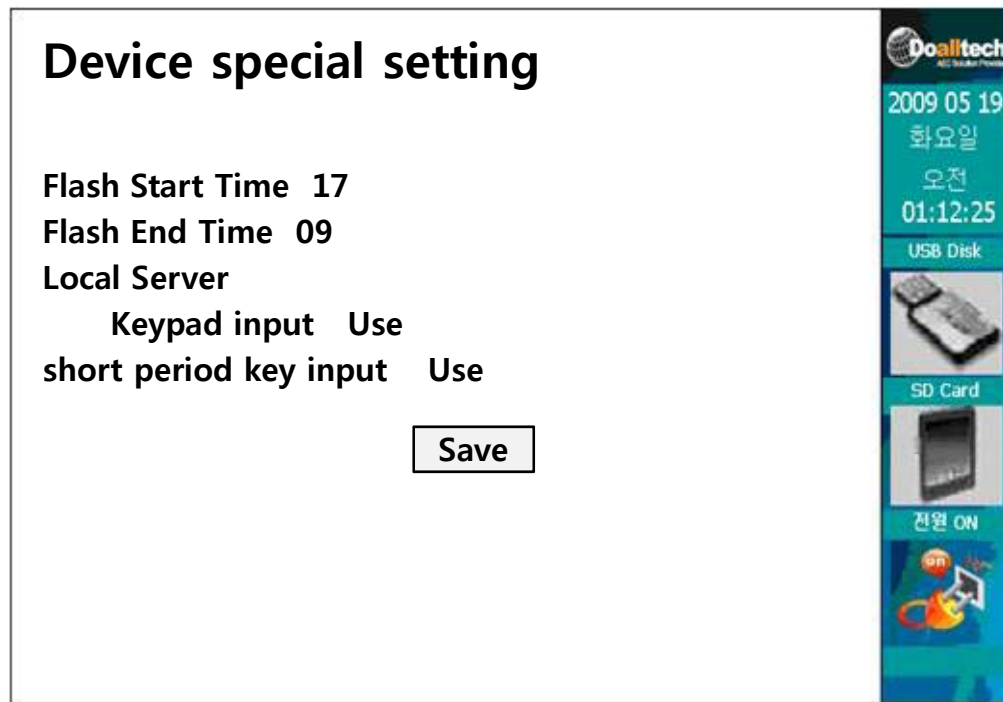 Device special setting
Flash Start Time 17
Flash End Time 09
Local Server
Keypad input Use
short period key input Use
Save
Doalltech
2009 05 19
화요일
오전
01:12:25
USB Disk
SD Card
전원 ON
on